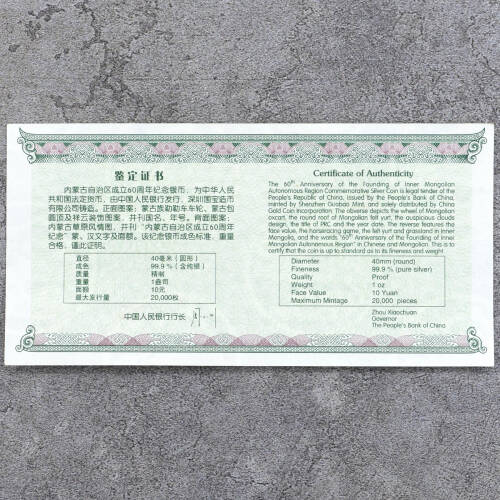 鉴定证书
内蒙古自治区成立60周年纪念银币，为中华人民
共和国法定货币，由中国人民银行发行，深圳国宝造币
有限公司铸造。正面图案：蒙古族勒勒车车轮、蒙古包
圆顶及祥云装饰图案，并刊国名、年号。背面图案：
内蒙古草原风情图，并刊“内蒙古自治区成立60周年
纪念”蒙、汉文字及面额。该纪念银币成色标准，重量
合格，谨此证明。
直径 40毫米（圆形）
成色 99.9％（含纯银）
质量 精制
重量 1盎司
面额 10元
最大发行量 20,000枚
中国人民银行行长
Certificate of Authenticity
The 60th Anniversary of the Founding of Inner Mongolian
Autonomous Region Commemorative Silver Coin is legal tender of the
People's Republic of China, issued by the People's Bank of China,
minted by Shenzhen Guobao Mint, and solely distributed by China
Gold Coin Incorporation. The obverse depicts the wheel of Mongolian
oxcart, the round roof of Mongolian felt yurt, the auspicious clouds
design, the title of PRC and the year date. The reverse features the
face value, the horseracing game, the felt yurt and grassland in Inner
Mongolia, and the words "60th Anniversary of the Founding of Inner
Mongolian Autonomous Region" in Chinese and Mongolian. This is to
certify that the coin is up to standard as to its elements as follows:
Diameter 40mm (round)
Fineness 99.9 % (pure silver)
Quality Proof
Weight 1 oz
Face Value 10 Yuan
Maximum Mintage 20,000 pieces
Zhou Xiaochuan
Governor
The People's Bank of China